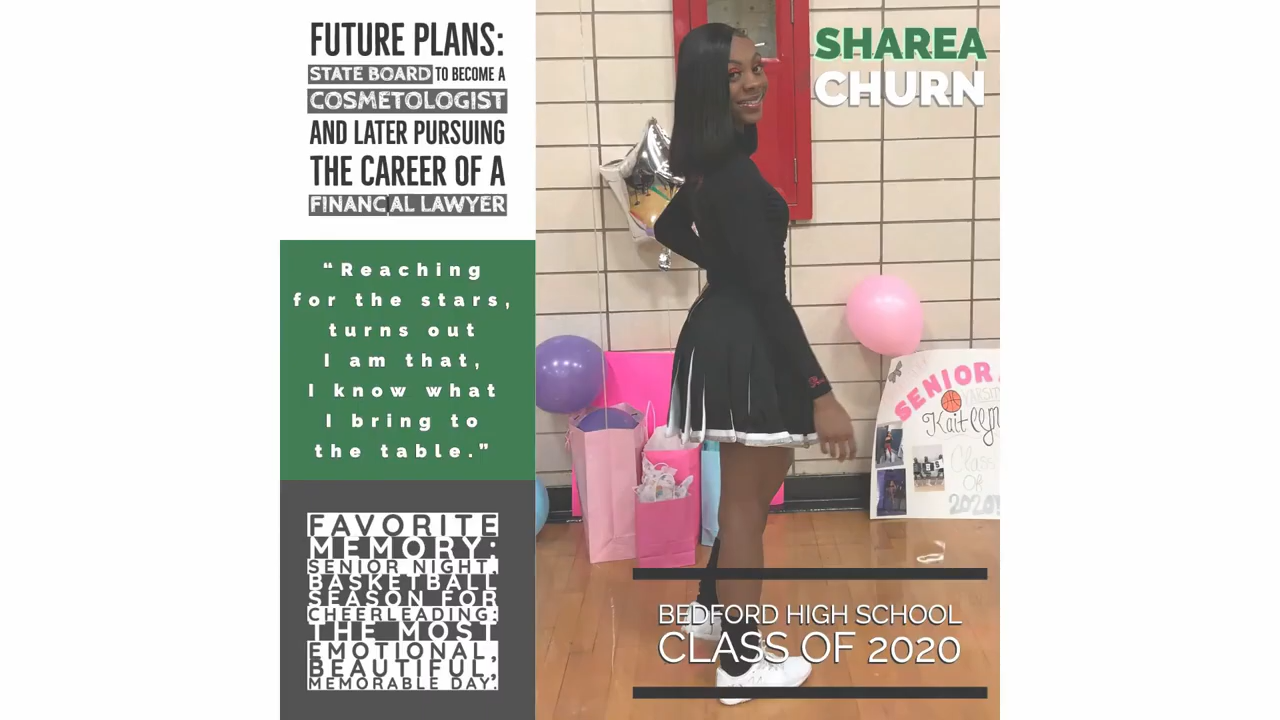 FUTURE PLANS:
STATE BOARD TO BECOME A
COSMETOLOGIST
AND LATER PURSUING
THE CAREER OF A
FINANCIAL LAWYER
“Reaching
for the stars,
turns out
I am that,
I know what
I bring to
the table.”
FAVORITE
MEMORY:
SENIOR NIGHT,
BASKETBALL
SEASON FOR
CHEERLEADING:
THE MOST
EMOTIONAL,
BEAUTIFUL,
MEMORABLE DAY.
SHAREA
CHURN
SENIOR
VARSITY
Kaitlyn
Class
OF
2020!
BEDFORD HIGH SCHOOL
CLASS OF 2020